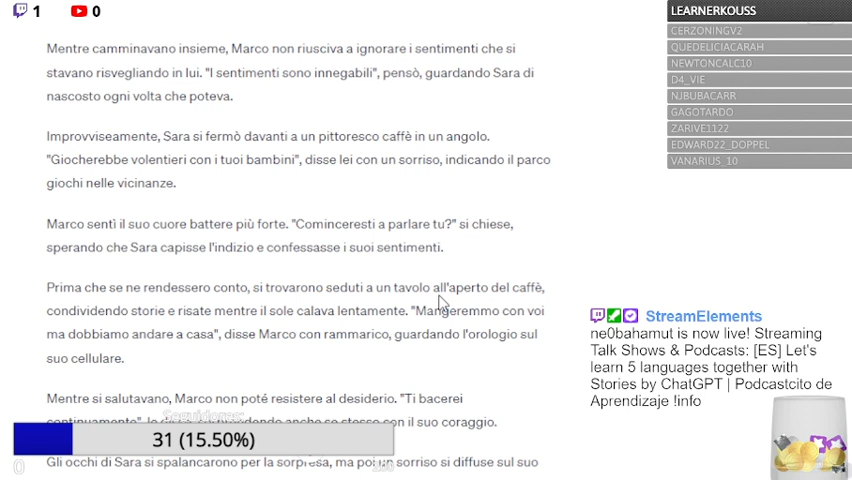 1 0
Mentre camminavano insieme, Marco non riusciva a ignorare i sentimenti che si
stavano risvegliando in lui. "I sentimenti sono innegabili", pensò, guardando Sara di
nascosto ogni volta che poteva.
Improvvisamente, Sara si fermò davanti a un pittoresco caffè in un angolo.
"Giocherebbe volentieri con i tuoi bambini", disse lei con un sorriso, indicando il parco
giochi nelle vicinanze.
Marco sentì il suo cuore battere più forte. "Cominceresti a parlare tu?" si chiese,
sperando che Sara capisse l'indizio e confessasse i suoi sentimenti.
Prima che se ne rendessero conto, si trovarono seduti a un tavolo all'aperto del caffè,
condividendo storie e risate mentre il sole calava lentamente. "Mangeremmo con voi
ma dobbiamo andare a casa", disse Marco con rammarico, guardando l'orologio sul
suo cellulare.
Mentre si salutavano, Marco non poté resistere al desiderio. "Ti bacerei
anche se stesso con il suo coraggio.
Gli occhi di Sara si spalancarono per la sorpresa, ma poi un sorriso si diffuse sul suo
Seguidores:
31 (15.50%)
0
LEARNERKOUSS
CERZONINGV2
QUEDELICIACARAH
NEWTONCALC10
D4_VIE
NJBUBACARR
GAGOTARDO
ZARIVE1122
EDWARD22_DOPPEL
VANARIUS_10
StreamElements
ne0bahamut is now live! Streaming
Talk Shows & Podcasts: [ES] Let's
learn 5 languages together with
Stories by ChatGPT | Podcastcito de
Aprendizaje !info